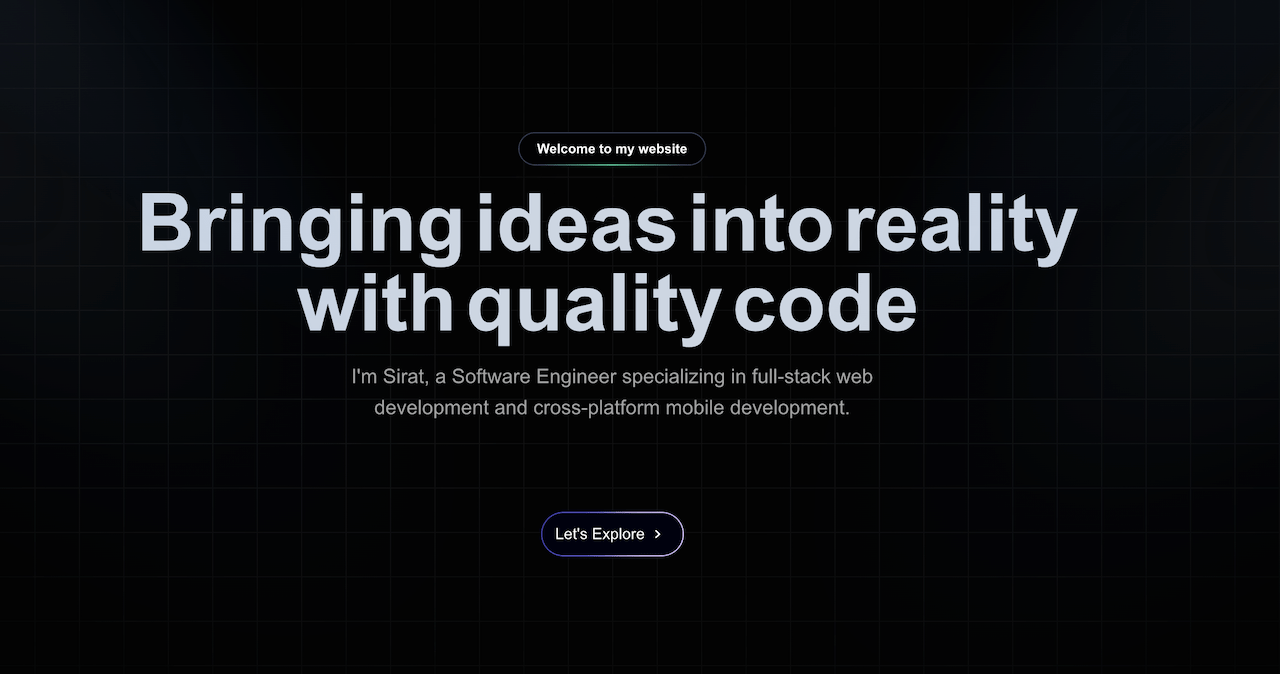 Welcome to my website
Bringing ideas into reality
with quality code
I'm Sirat, a Software Engineer specializing in full-stack web
development and cross-platform mobile development.
Let's Explore